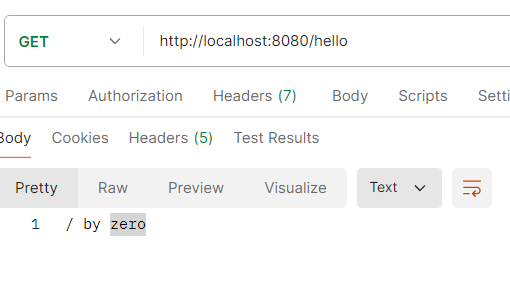 GET http://localhost:8080/hello
Params Authorization Headers (7) Body Scripts Setti
Body Cookies Headers (5) Test Results
Pretty Raw Preview Visualize Text
1 / by zero